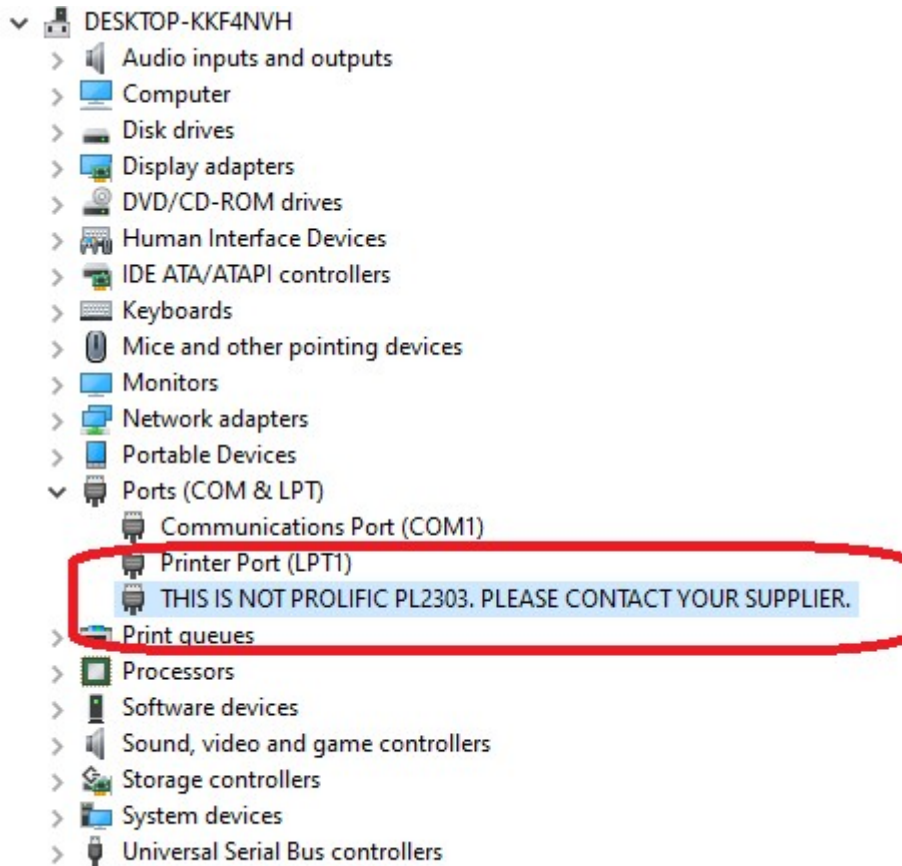 DESKTOP-KKF4NVH
Audio inputs and outputs
Computer
Disk drives
Display adapters
DVD/CD-ROM drives
Human Interface Devices
IDE ATA/ATAPI controllers
Keyboards
Mice and other pointing devices
Monitors
Network adapters
Portable Devices
Ports (COM & LPT)
Communications Port (COM1)
Printer Port (LPT1)
THIS IS NOT PROLIFIC PL2303. PLEASE CONTACT YOUR SUPPLIER.
Print queues
Processors
Software devices
Sound, video and game controllers
Storage controllers
System devices
Universal Serial Bus controllers